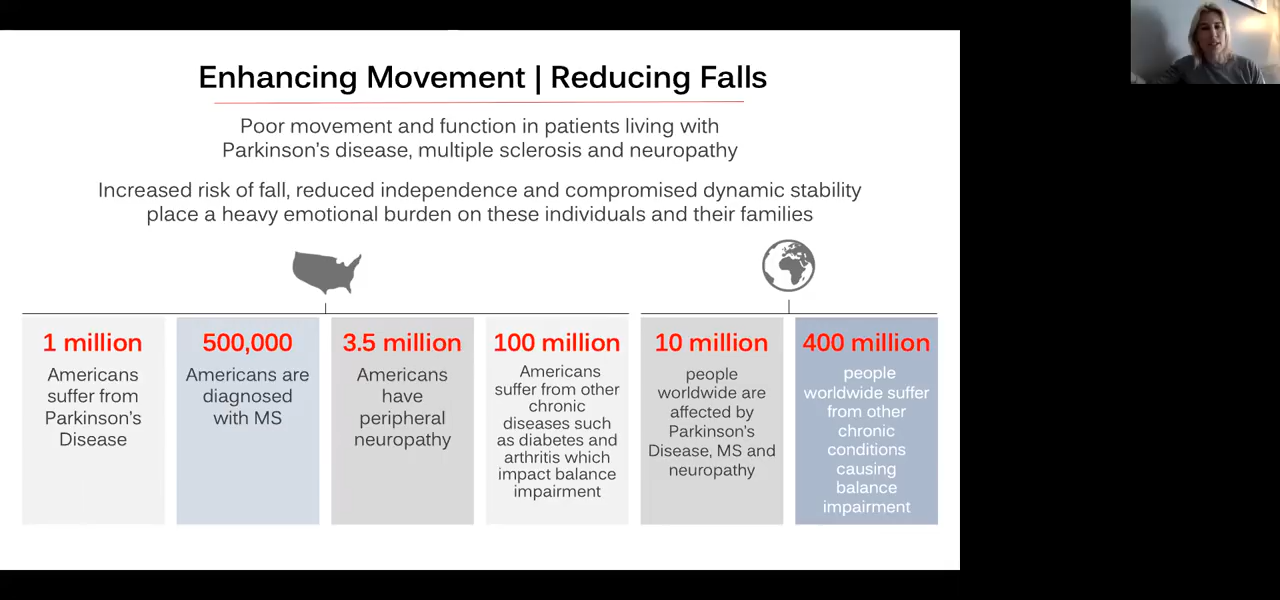 Enhancing Movement | Reducing Falls
Poor movement and function in patients living with
Parkinson's disease, multiple sclerosis and neuropathy
Increased risk of fall, reduced independence and compromised dynamic stability
place a heavy emotional burden on these individuals and their families
1 million
Americans
suffer from
Parkinson's
Disease
500,000
Americans are
diagnosed
with MS
3.5 million
Americans
have
peripheral
neuropathy
100 million
Americans
suffer from other
chronic
diseases such
as diabetes and
arthritis which
impact balance
impairment
10 million
people
worldwide are
affected by
Parkinson's
Disease, MS and
neuropathy
400 million
people
worldwide suffer
from other
chronic
conditions
causing
balance
impairment